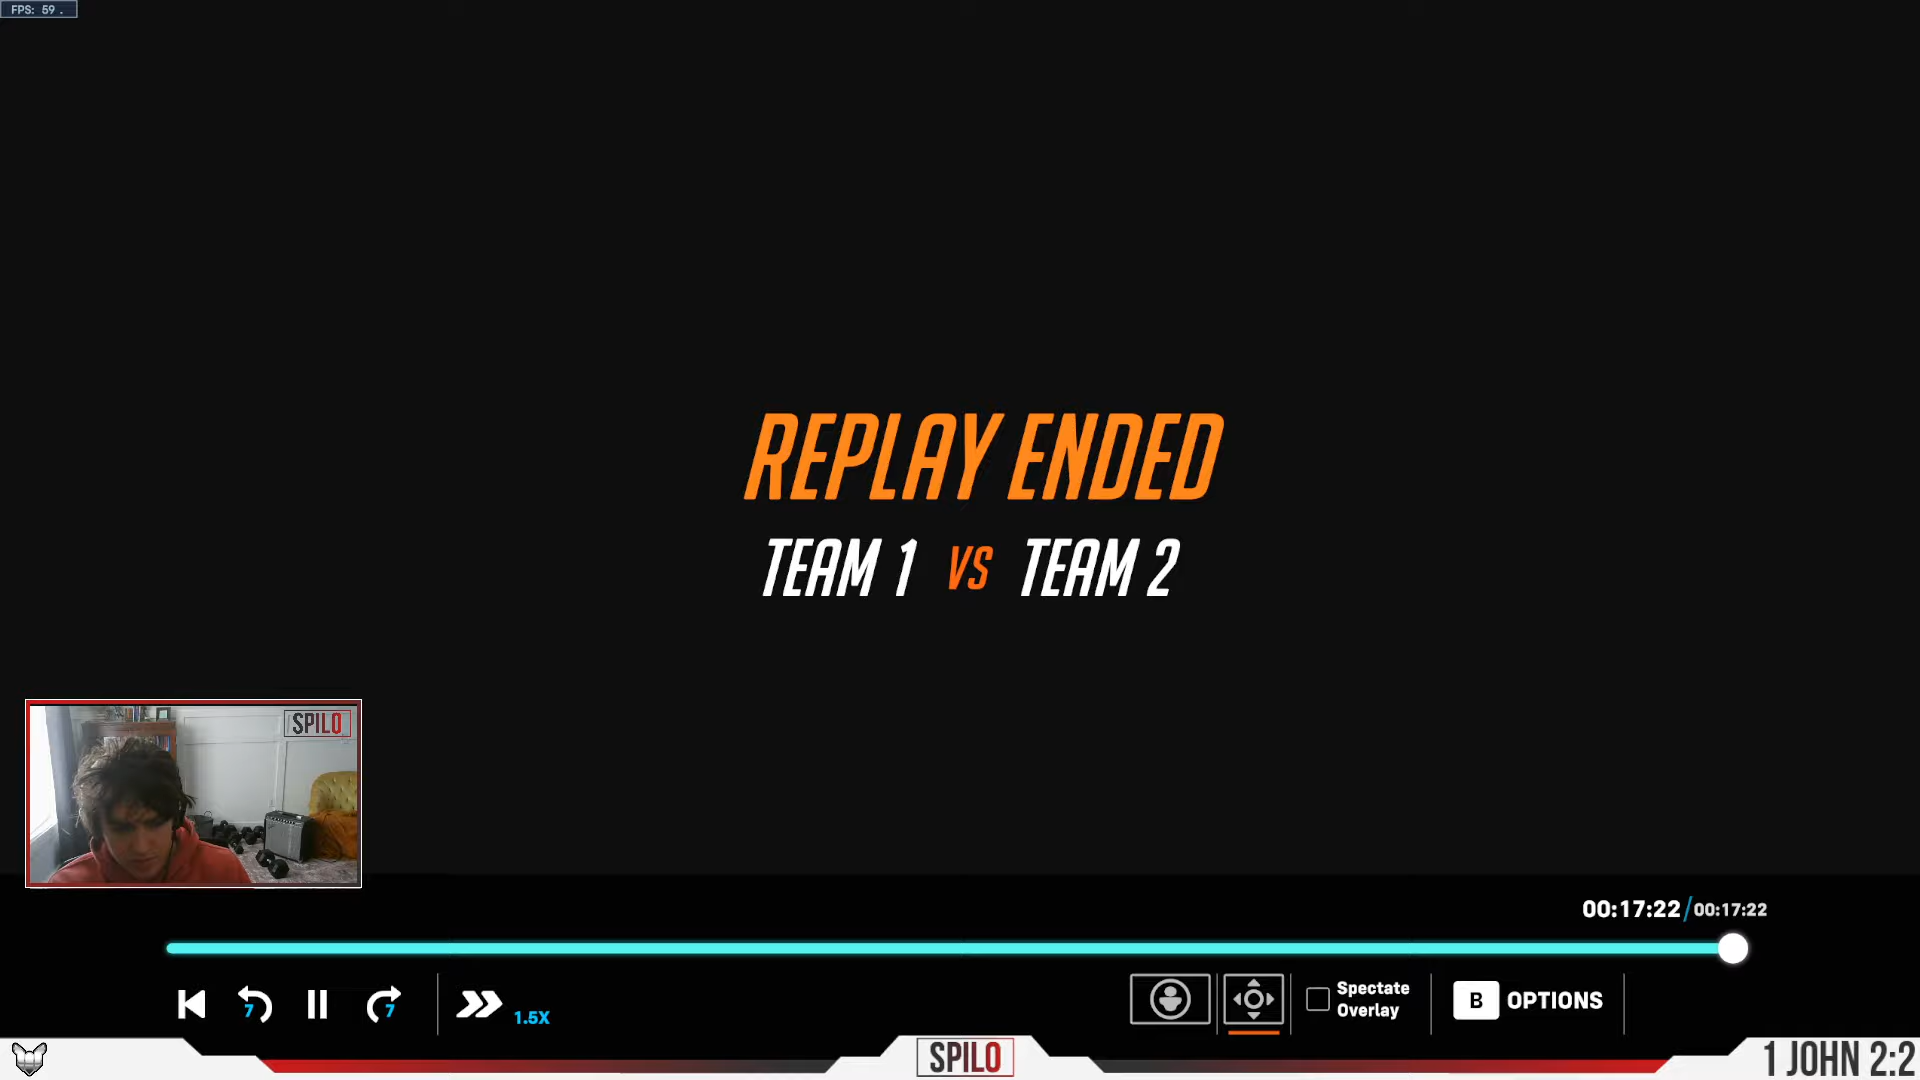 FPS: 59 .
REPLAY ENDED
TEAM 1 VS TEAM 2
SPILO
00:17:22/00:17:22
7
7
1.5X
Spectate
Overlay
B OPTIONS
SPILO
1 JOHN 2:2